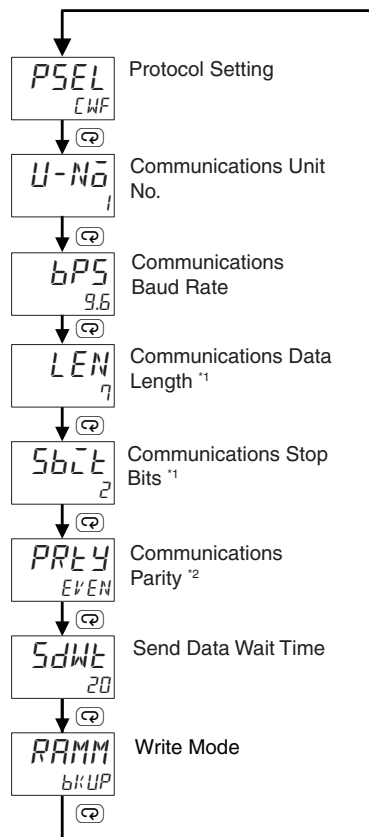 PSEL
CWF
Protocol Setting
U-No
1
Communications Unit
No.
bPS
9.6
Communications
Baud Rate
LEN
7
Communications Data
Length *1
SbIt
2
Communications Stop
Bits *1
PRtY
EVEN
Communications
Parity *2
SdWt
20
Send Data Wait Time
RAMM
bKUP
Write Mode